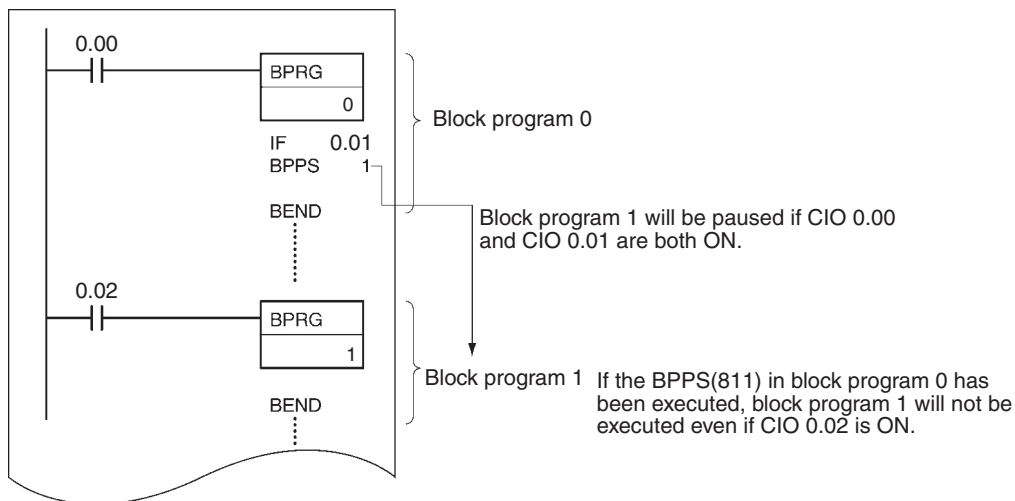 0.00
BPRG
0
IF 0.01
BPPS 1
BEND
Block program 0
Block program 1 will be paused if CIO 0.00
and CIO 0.01 are both ON.
0.02
BPRG
1
BEND
Block program 1
If the BPPS(811) in block program 0 has
been executed, block program 1 will not be
executed even if CIO 0.02 is ON.